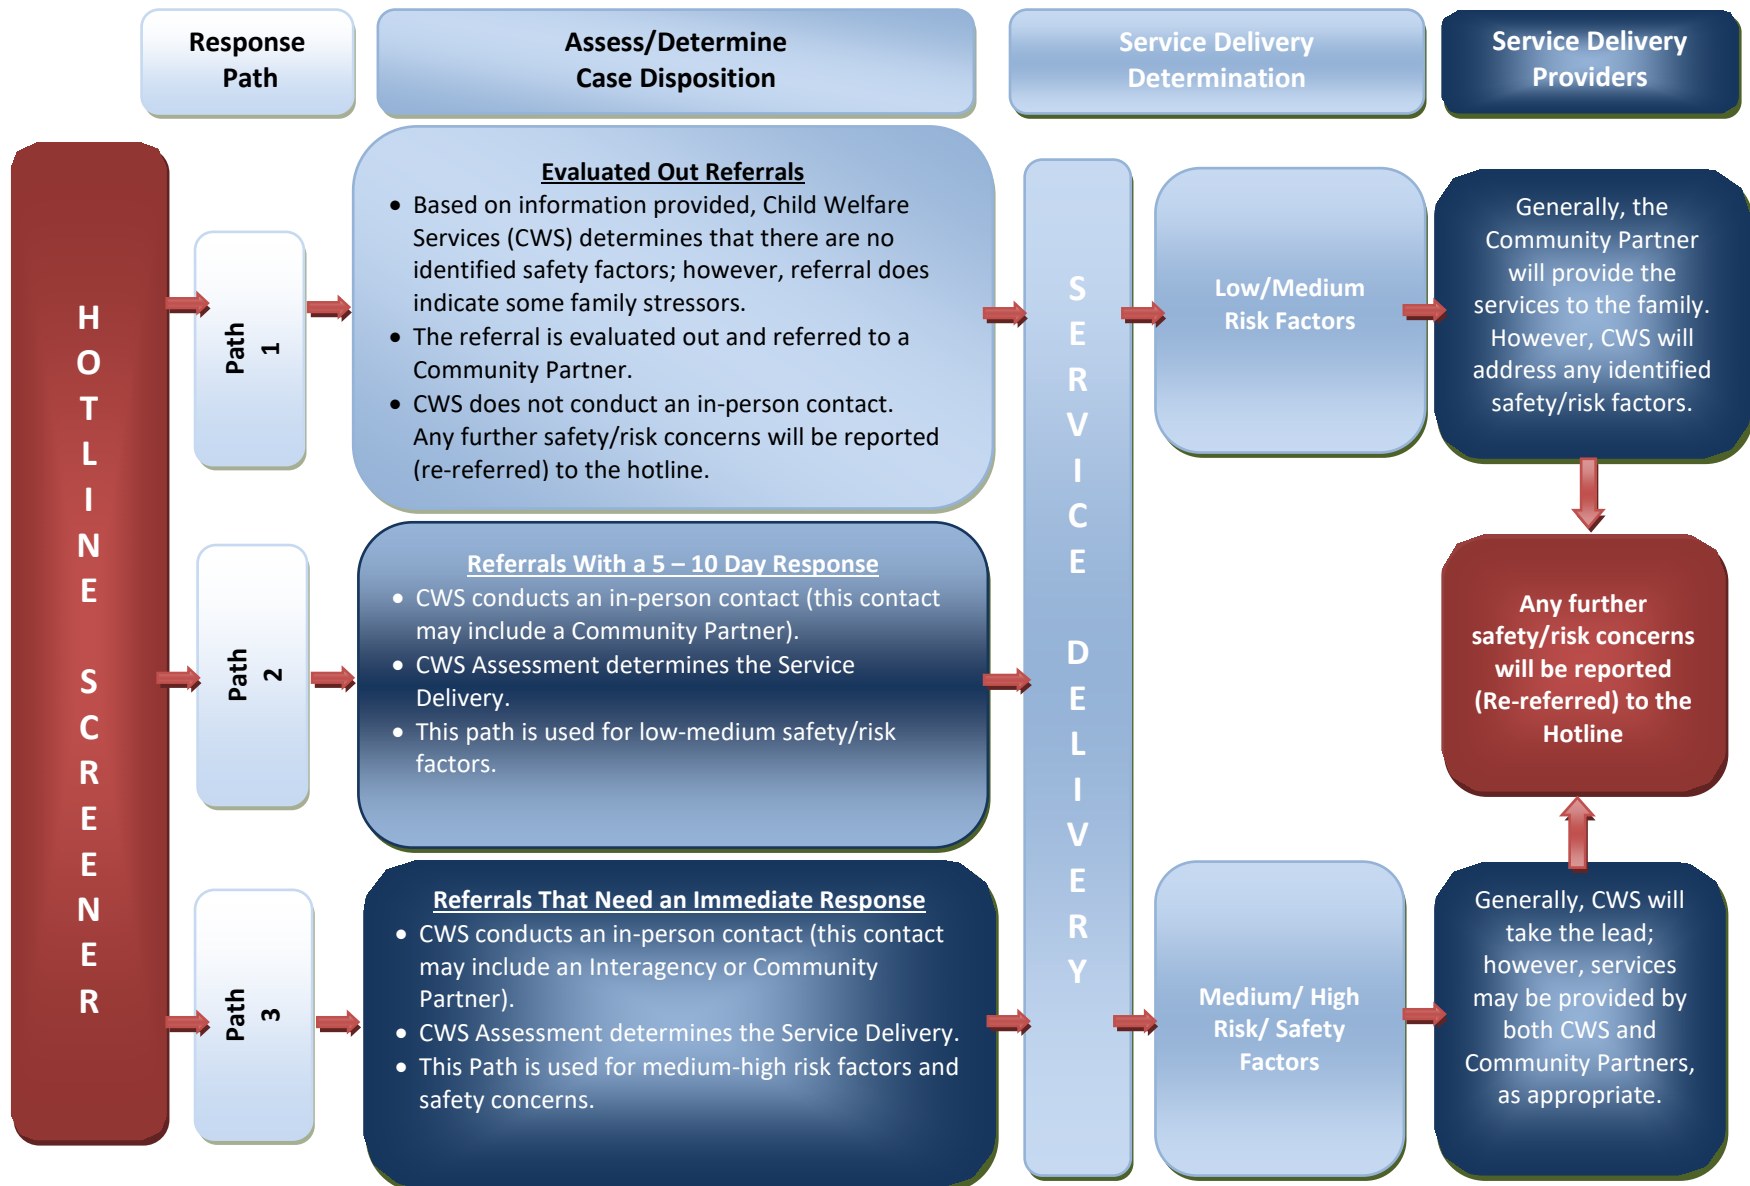 Response
Path
Assess/Determine
Case Disposition
Service Delivery
Determination
Service Delivery
Providers
HOTLINE SCREENER
Path
1
Evaluated Out Referrals
• Based on information provided, Child Welfare
Services (CWS) determines that there are no
identified safety factors; however, referral does
indicate some family stressors.
• The referral is evaluated out and referred to a
Community Partner.
• CWS does not conduct an in-person contact.
Any further safety/risk concerns will be reported
(re-referred) to the hotline.
Path
2
Referrals With a 5 – 10 Day Response
• CWS conducts an in-person contact (this contact
may include a Community Partner).
• CWS Assessment determines the Service
Delivery.
• This path is used for low-medium safety/risk
factors.
Path
3
Referrals That Need an Immediate Response
• CWS conducts an in-person contact (this contact
may include an Interagency or Community
Partner).
• CWS Assessment determines the Service Delivery.
• This Path is used for medium-high risk factors and
safety concerns.
SERVICE DELIVERY
Low/Medium
Risk Factors
Generally, the
Community Partner
will provide the
services to the family.
However, CWS will
address any identified
safety/risk factors.
Any further
safety/risk concerns
will be reported
(Re-referred) to the
Hotline
Medium/ High
Risk/ Safety
Factors
Generally, CWS will
take the lead;
however, services
may be provided by
both CWS and
Community Partners,
as appropriate.